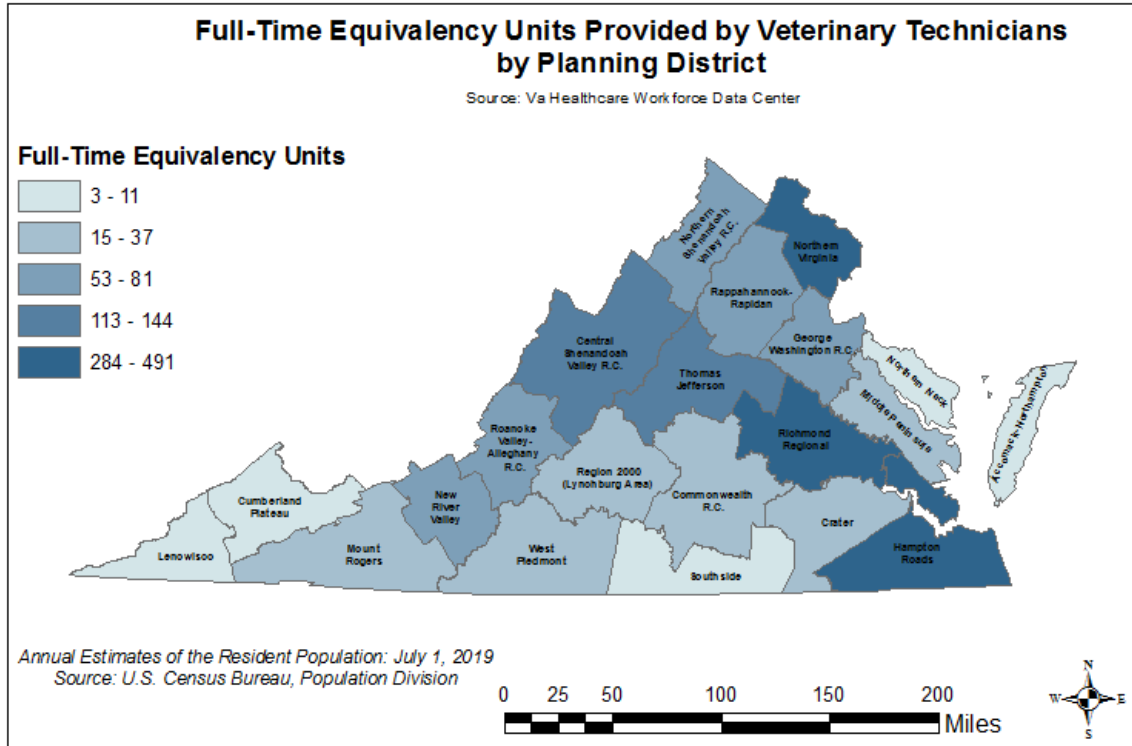 Full-Time Equivalency Units Provided by Veterinary Technicians
by Planning District
Source: Va Healthcare Workforce Data Center
Full-Time Equivalency Units
3 - 11
15 - 37
53 - 81
113 - 144
284 - 491
Northern
Shenandoah
Valley R.C.
Northern
Virginia
Rappahannock-
Rapidan
Central
Shenandoah
Valley R.C.
George
Washington R.C.
Northern Neck
Thomas
Jefferson
Middle Peninsula
Accomack-Northampton
Roanoke
Valley-
Alleghany
R.C.
Richmond
Regional
Region 2000
(Lynchburg Area)
Commonwealth
R.C.
Cumberland
Plateau
New
River
Valley
Crater
Lenowisco
Mount
Rogers
West
Piedmont
Southside
Hampton
Roads
Annual Estimates of the Resident Population: July 1, 2019
Source: U.S. Census Bureau, Population Division
0 25 50 100 150 200
Miles
N
W E
S